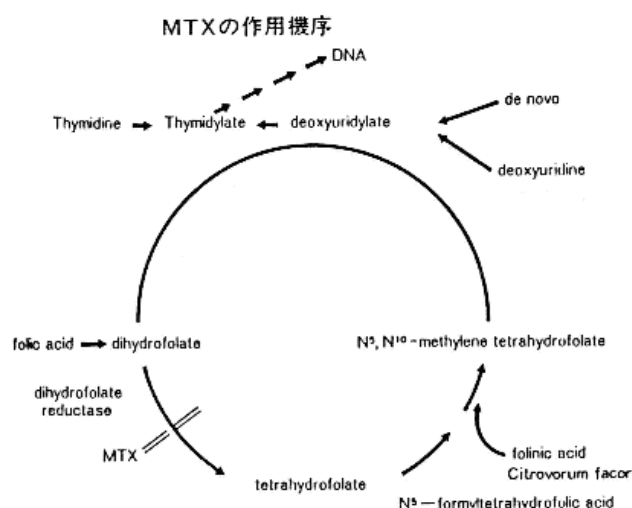 MTXの作用機序
DNA
Thymidine
Thymidylate
deoxyuridylate
de novo
deoxyuridine
folic acid
dihydrofolate
N⁵, N¹⁰-methylene tetrahydrofolate
dihydrofolate
reductase
MTX
tetrahydrofolate
folinic acid
Citrovorum facor
N⁵-formyltetrahydrofulic acid